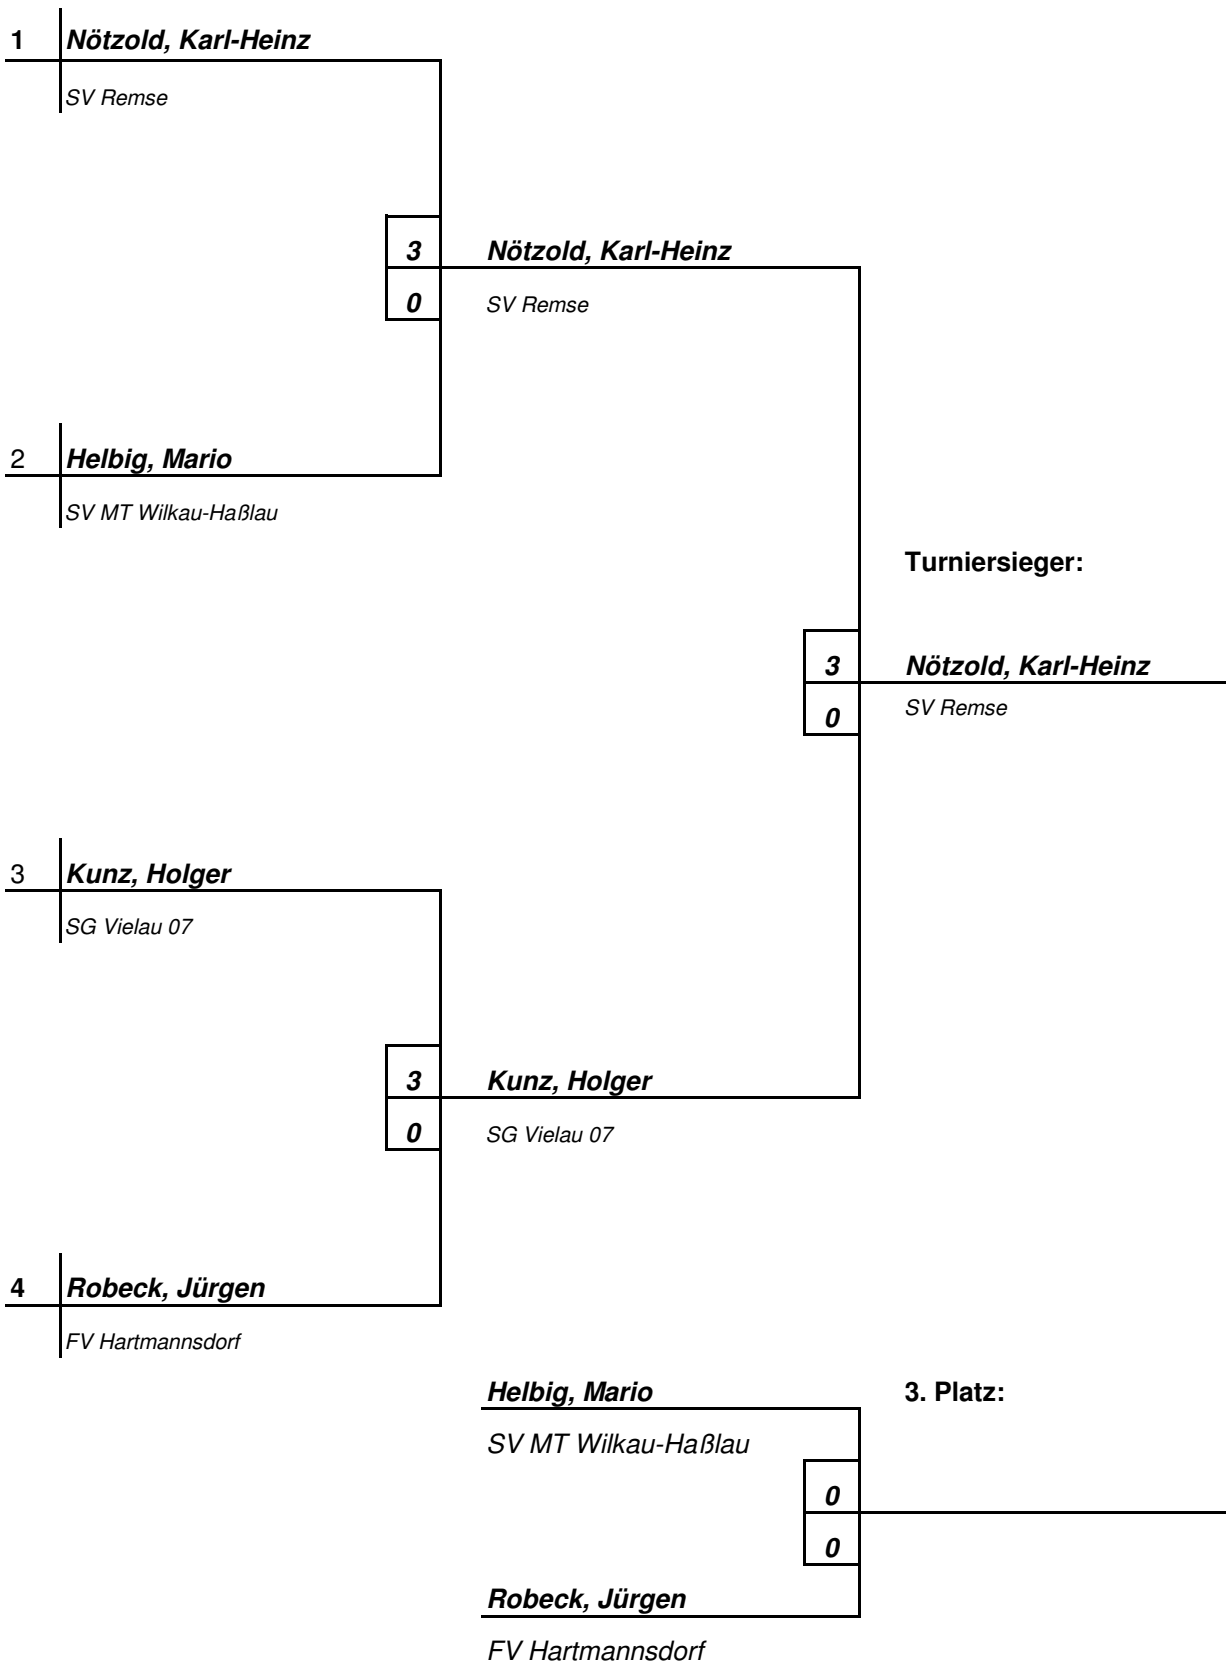 1 Nötzold, Karl-Heinz
SV Remse
3 Nötzold, Karl-Heinz
0 SV Remse
2 Helbig, Mario
SV MT Wilkau-Haßlau
Turniersieger:
3 Nötzold, Karl-Heinz
0 SV Remse
3 Kunz, Holger
SG Vielau 07
3 Kunz, Holger
0 SG Vielau 07
4 Robeck, Jürgen
FV Hartmannsdorf
Helbig, Mario 3. Platz:
SV MT Wilkau-Haßlau
0
0
Robeck, Jürgen
FV Hartmannsdorf